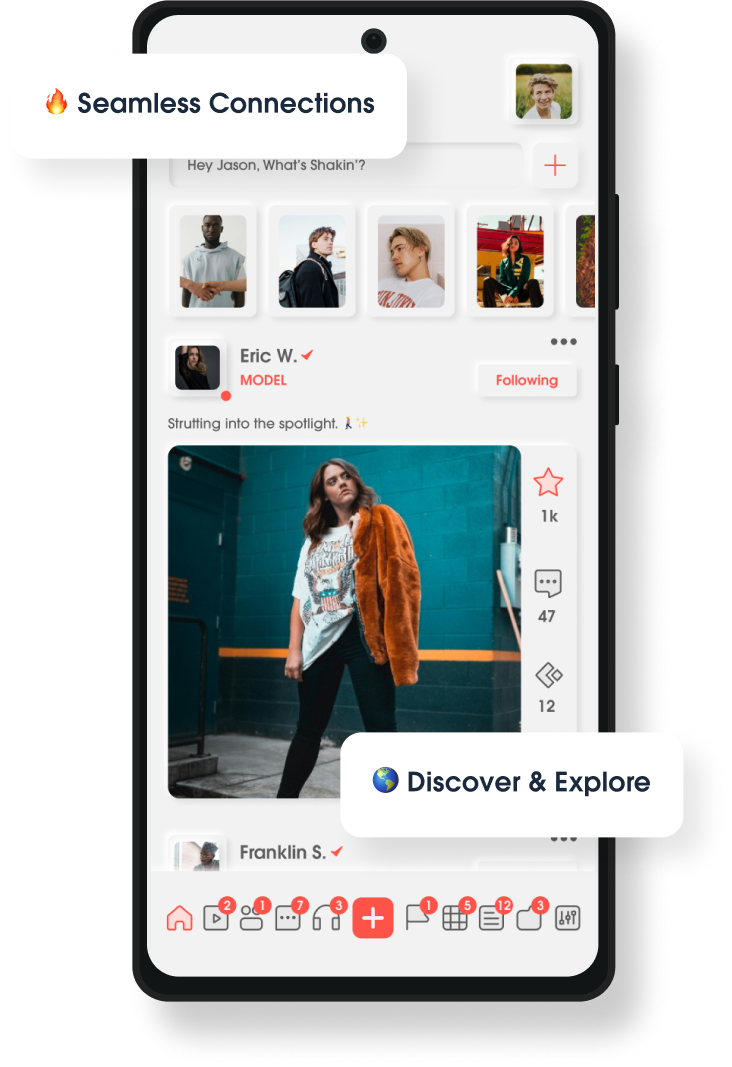 🔥 Seamless Connections
Hey Jason, What's Shakin'?
Eric W.
MODEL
Following
Strutting into the spotlight. 🚶✨
1k
47
12
🌎 Discover & Explore
Franklin S.
2 1 7 3 1 5 12 3